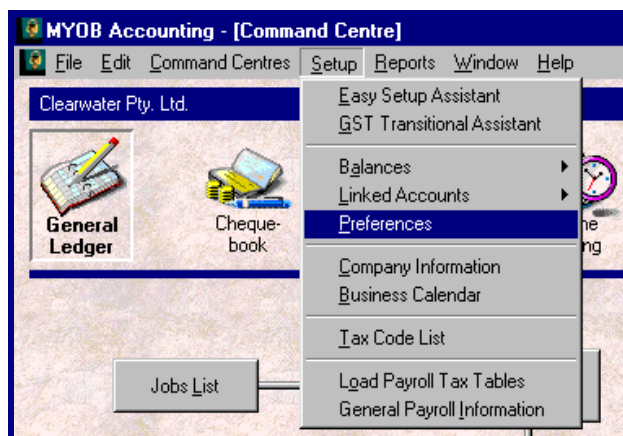 MYOB Accounting - [Command Centre]
File Edit Command Centres Setup Reports Window Help
Clearwater Pty. Ltd.
Easy Setup Assistant
GST Transitional Assistant
Balances
Linked Accounts
Preferences
Company Information
Business Calendar
Tax Code List
Load Payroll Tax Tables
General Payroll Information
General
Ledger
Cheque-
book
Jobs List